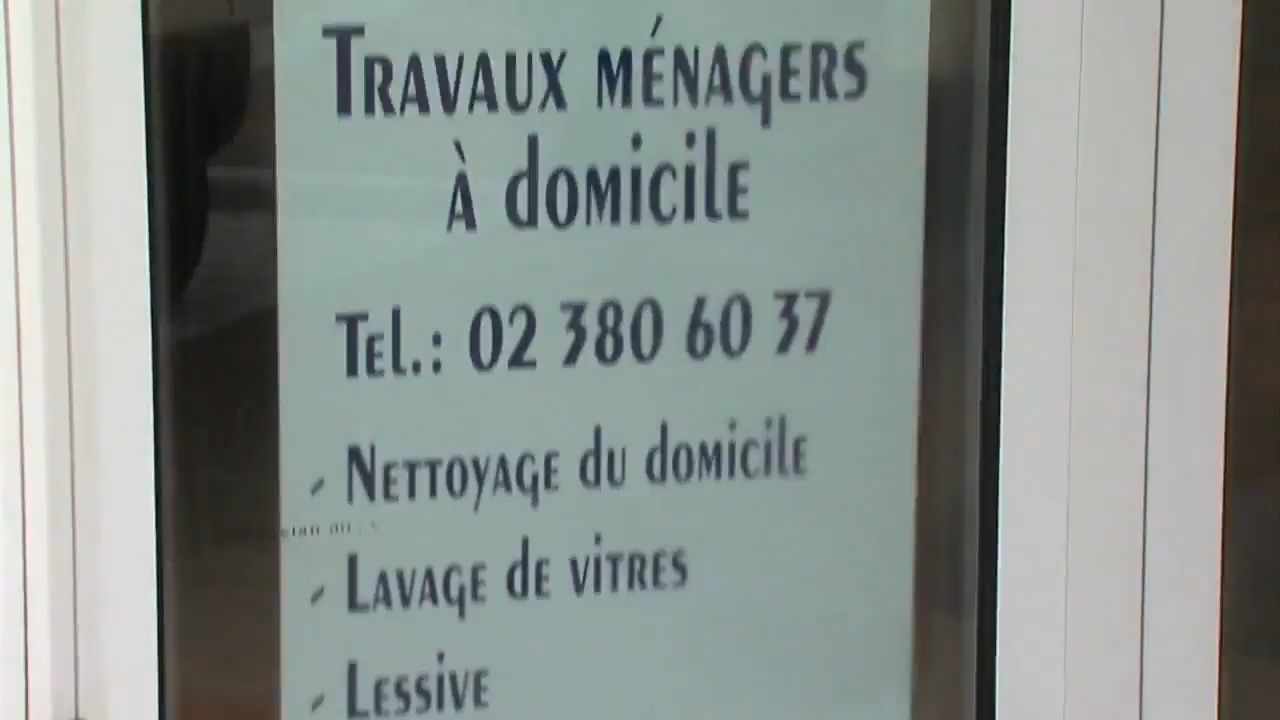 Travaux ménagers
à domicile
Tel.: 02 380 60 37
Nettoyage du domicile
Lavage de vitres
Lessive